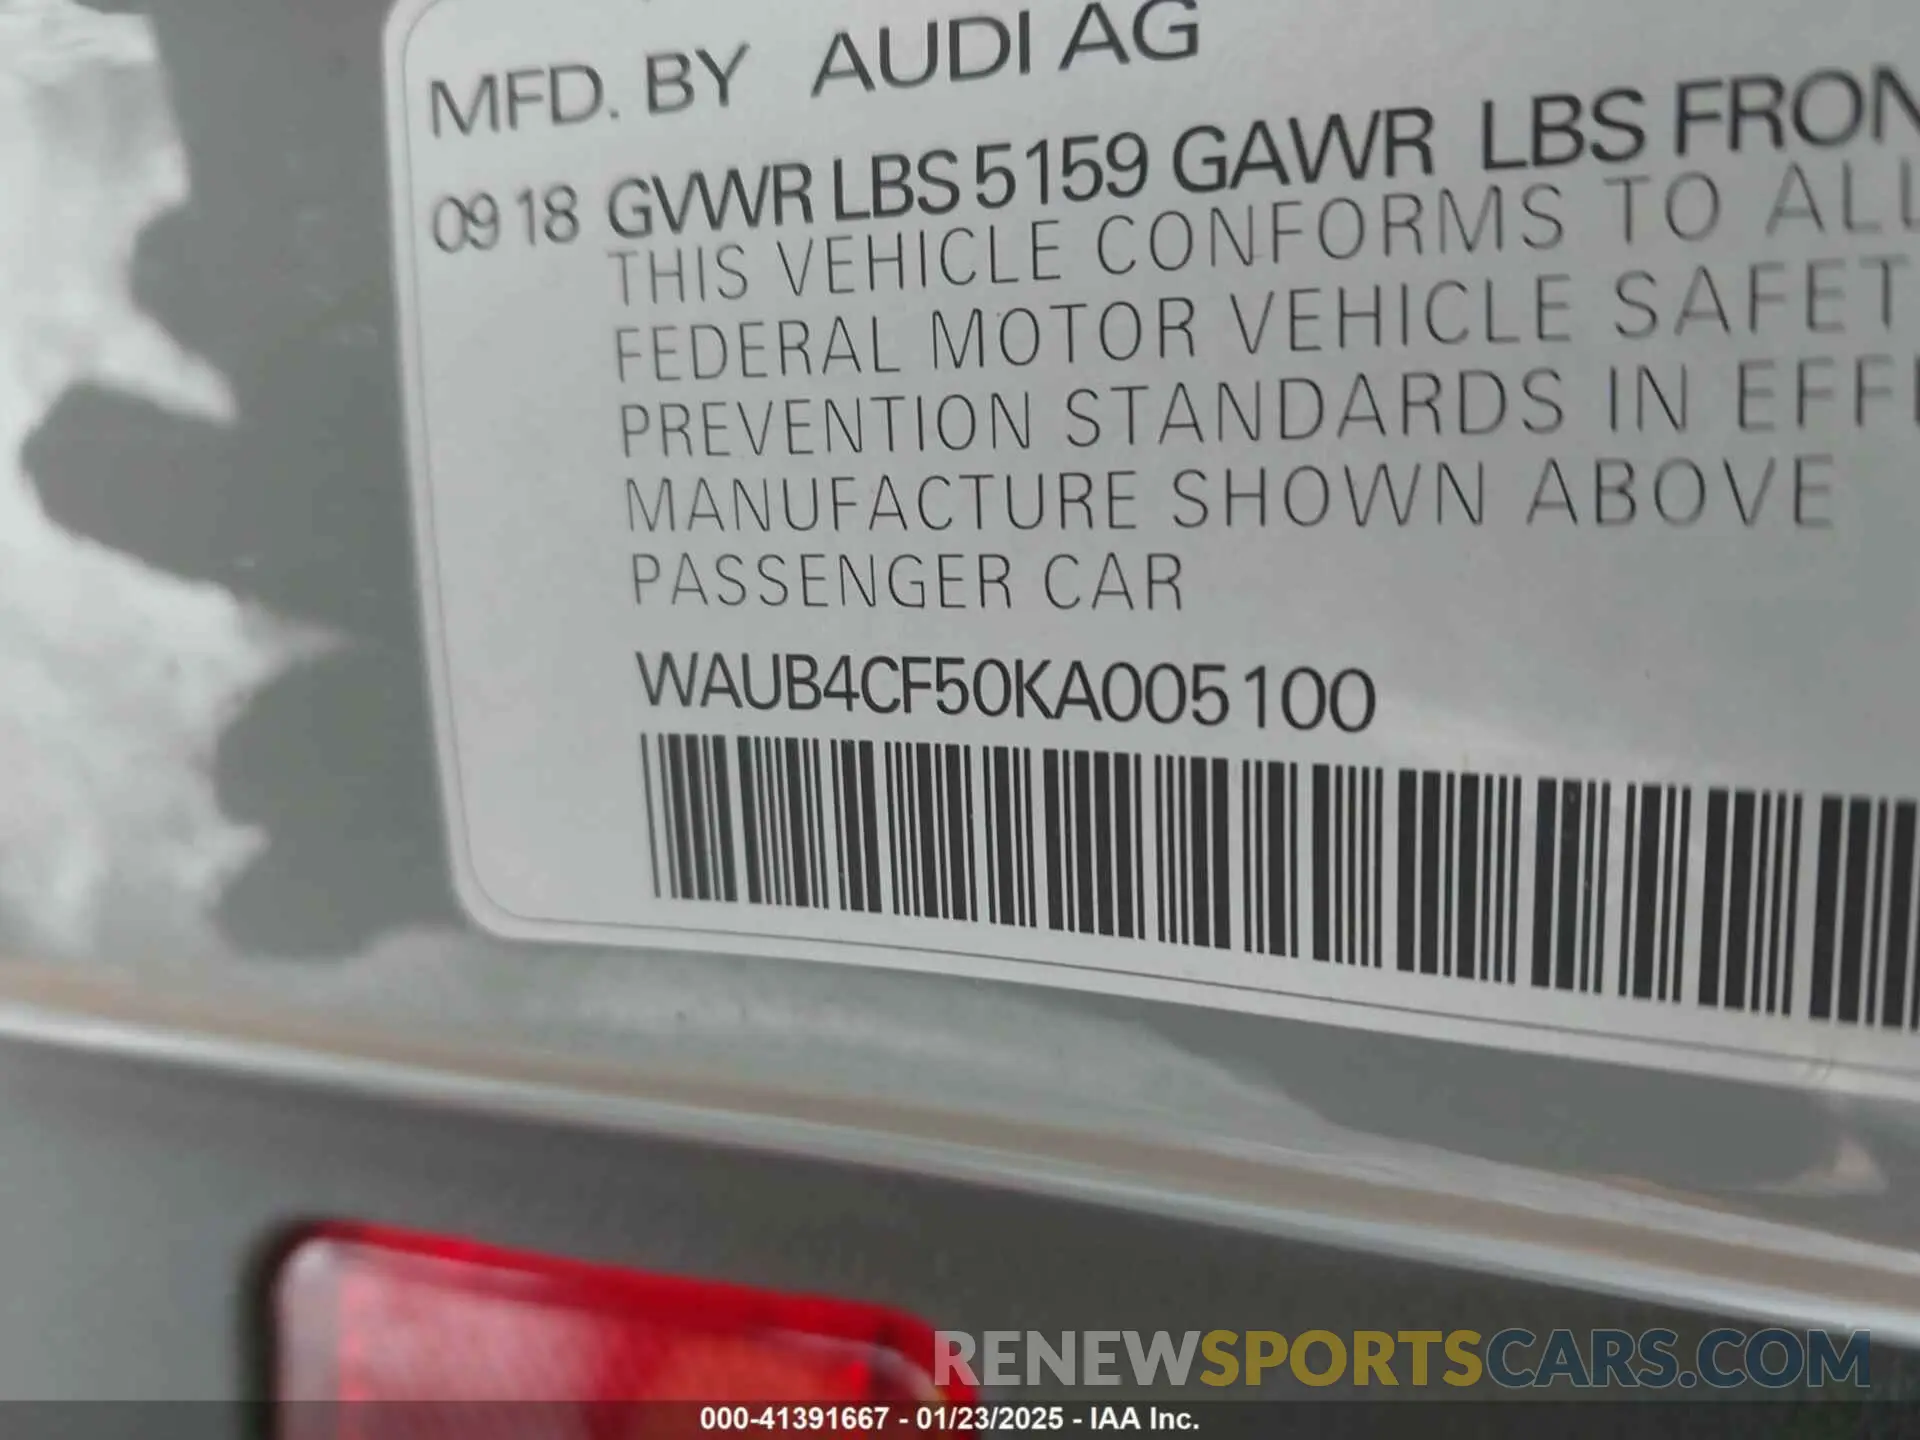 MFD. BY AUDI AG
09 18 GVWR LBS 5159 GAWR LBS FRON
THIS VEHICLE CONFORMS TO ALL
FEDERAL MOTOR VEHICLE SAFET
PREVENTION STANDARDS IN EFFE
MANUFACTURE SHOWN ABOVE
PASSENGER CAR
WAUB4CF50KA005100
RENEWSPORTSCARS.COM
000-41391667 - 01/23/2025 - IAA Inc.